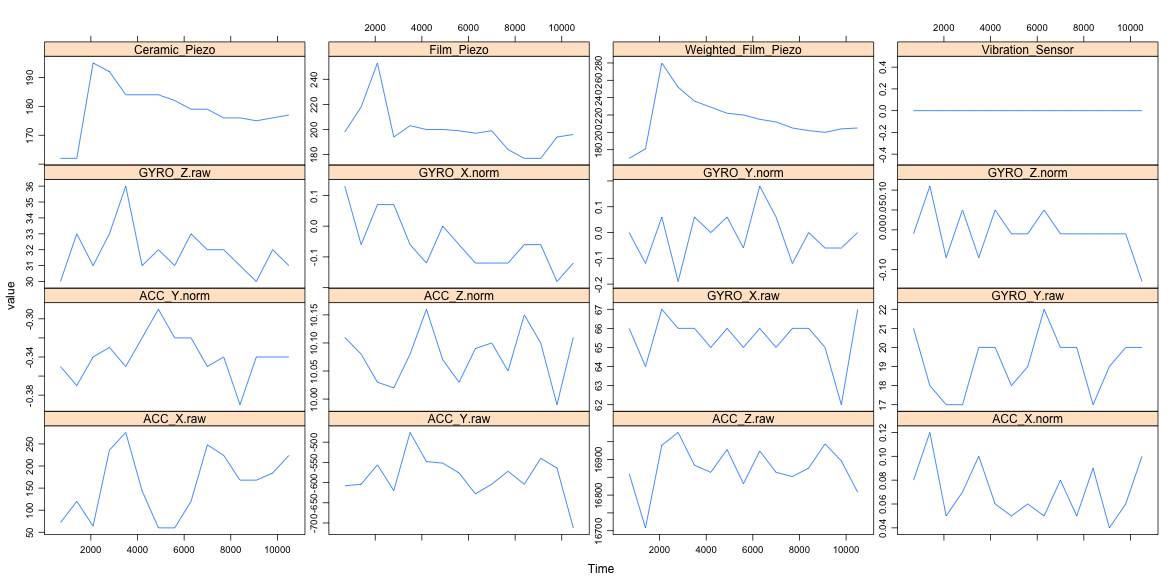 2000 4000 6000 8000 10000 2000 4000 6000 8000 10000
Ceramic_Piezo Film_Piezo Weighted_Film_Piezo Vibration_Sensor
170 180 190
180 200 220 240
180 200 220 240 260 280
-0.4 -0.2 0.0 0.2 0.4
GYRO_Z.raw GYRO_X.norm GYRO_Y.norm GYRO_Z.norm
30 31 32 33 34 35 36
-0.1 0.0 0.1
-0.2 -0.1 0.0 0.1
-0.10 0.00 0.05 0.10
value
ACC_Y.norm ACC_Z.norm GYRO_X.raw GYRO_Y.raw
-0.38 -0.34 -0.30
10.00 10.05 10.10 10.15
62 63 64 65 66 67
17 18 19 20 21 22
ACC_X.raw ACC_Y.raw ACC_Z.raw ACC_X.norm
50 100 150 200 250
-700 -650 -600 -550 -500
16700 16800 16900
0.04 0.06 0.08 0.10 0.12
2000 4000 6000 8000 10000 2000 4000 6000 8000 10000
Time